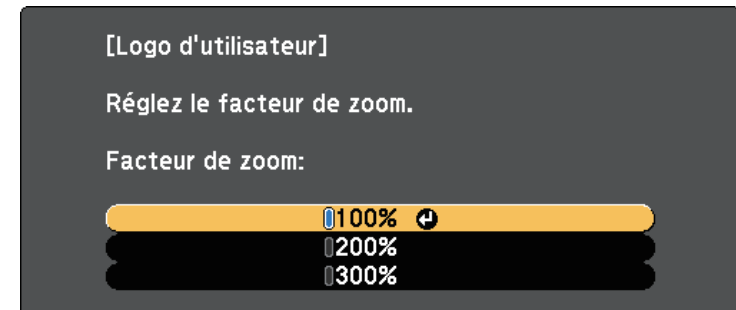 [Logo d'utilisateur]
Réglez le facteur de zoom.
Facteur de zoom:
100%
200%
300%